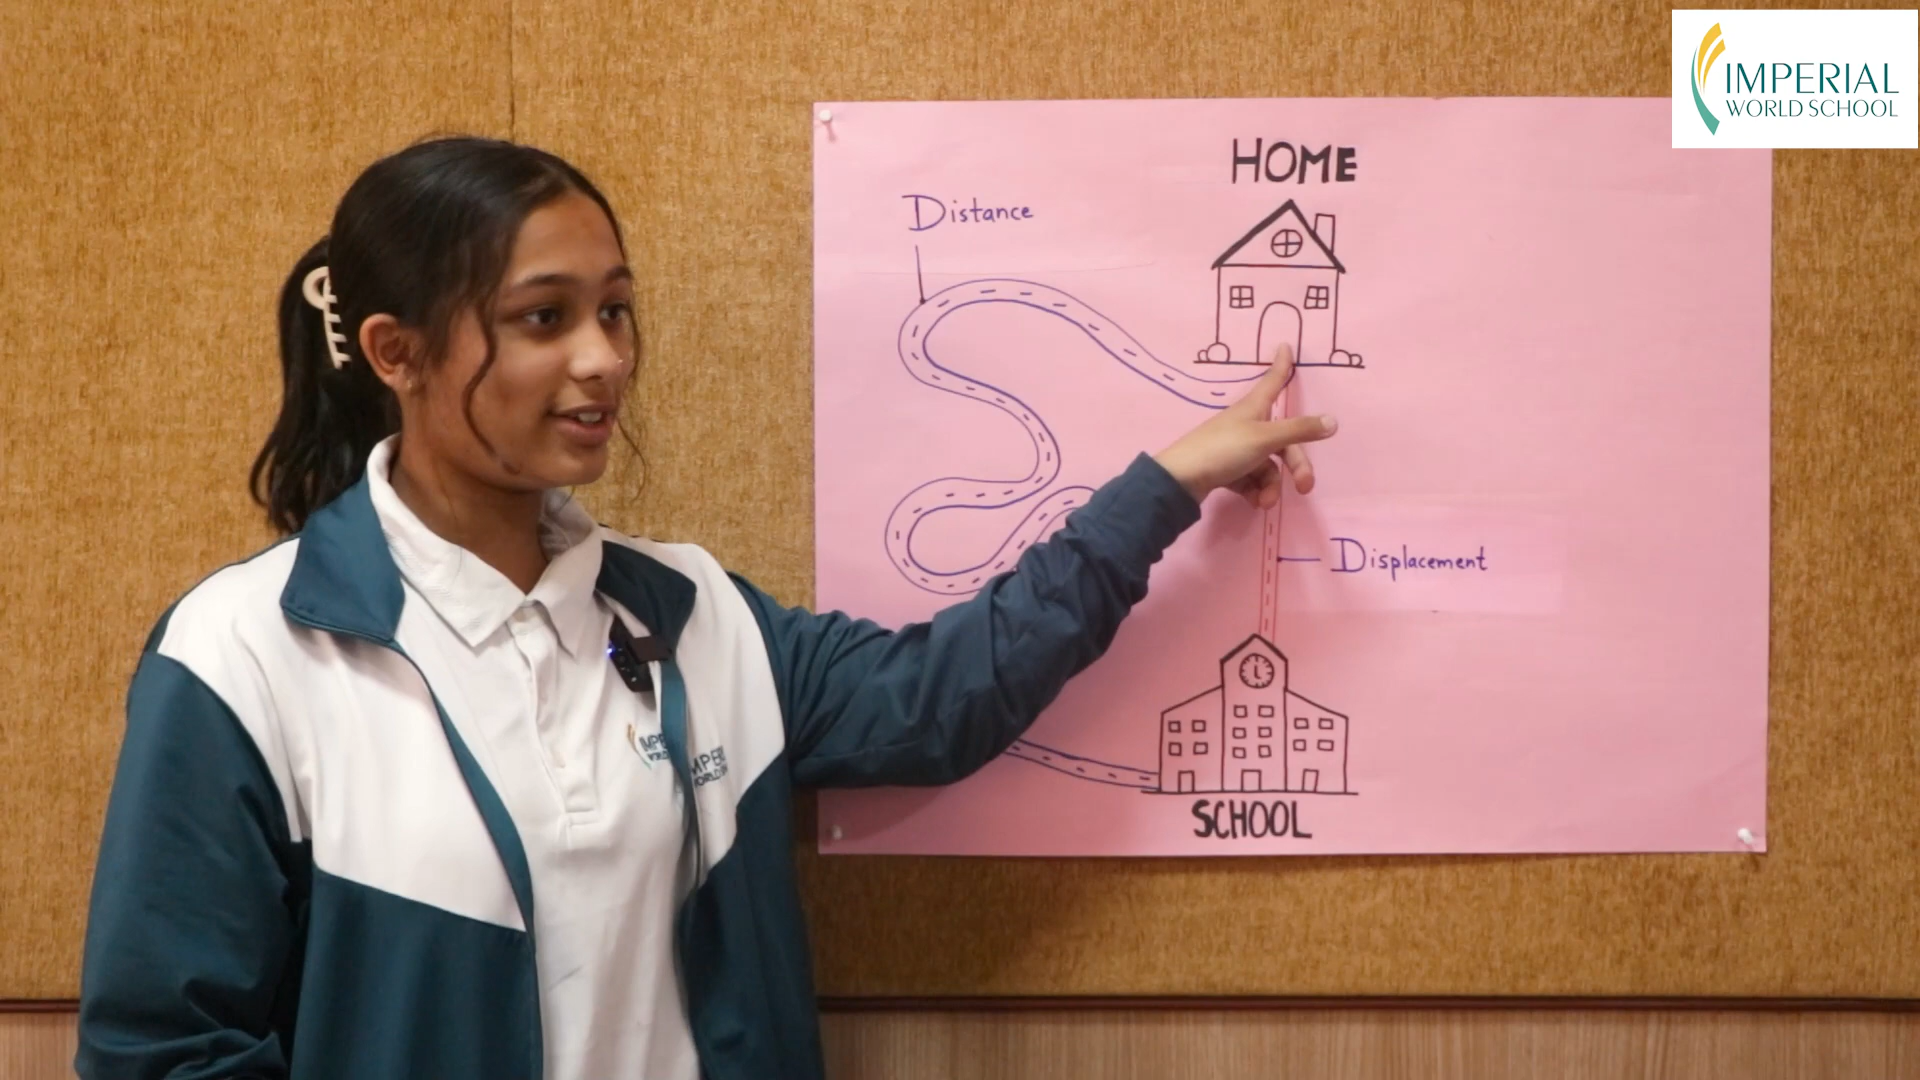 IMPERIAL
WORLD SCHOOL
HOME
Distance
Displacement
SCHOOL